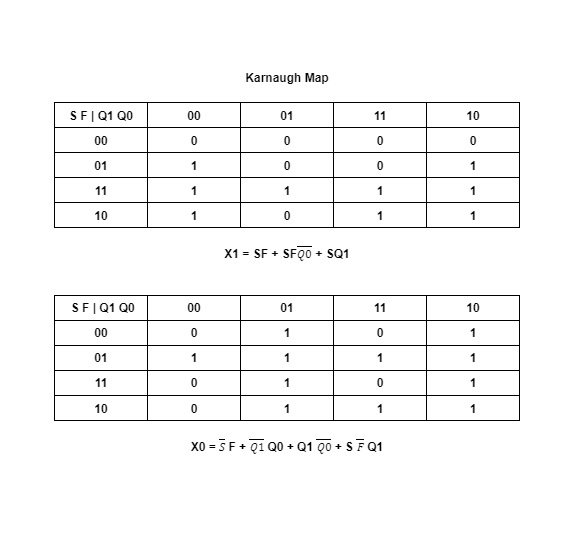 Karnaugh Map
S F | Q1 Q0 00 01 11 10
00 0 0 0 0
01 1 0 0 1
11 1 1 1 1
10 1 0 1 1
X1 = SF + SF\overline{Q0} + SQ1
S F | Q1 Q0 00 01 11 10
00 0 1 0 1
01 1 1 1 1
11 0 1 0 1
10 0 1 1 1
X0 = \overline{S} F + \overline{Q1} Q0 + Q1 \overline{Q0} + S \overline{F} Q1